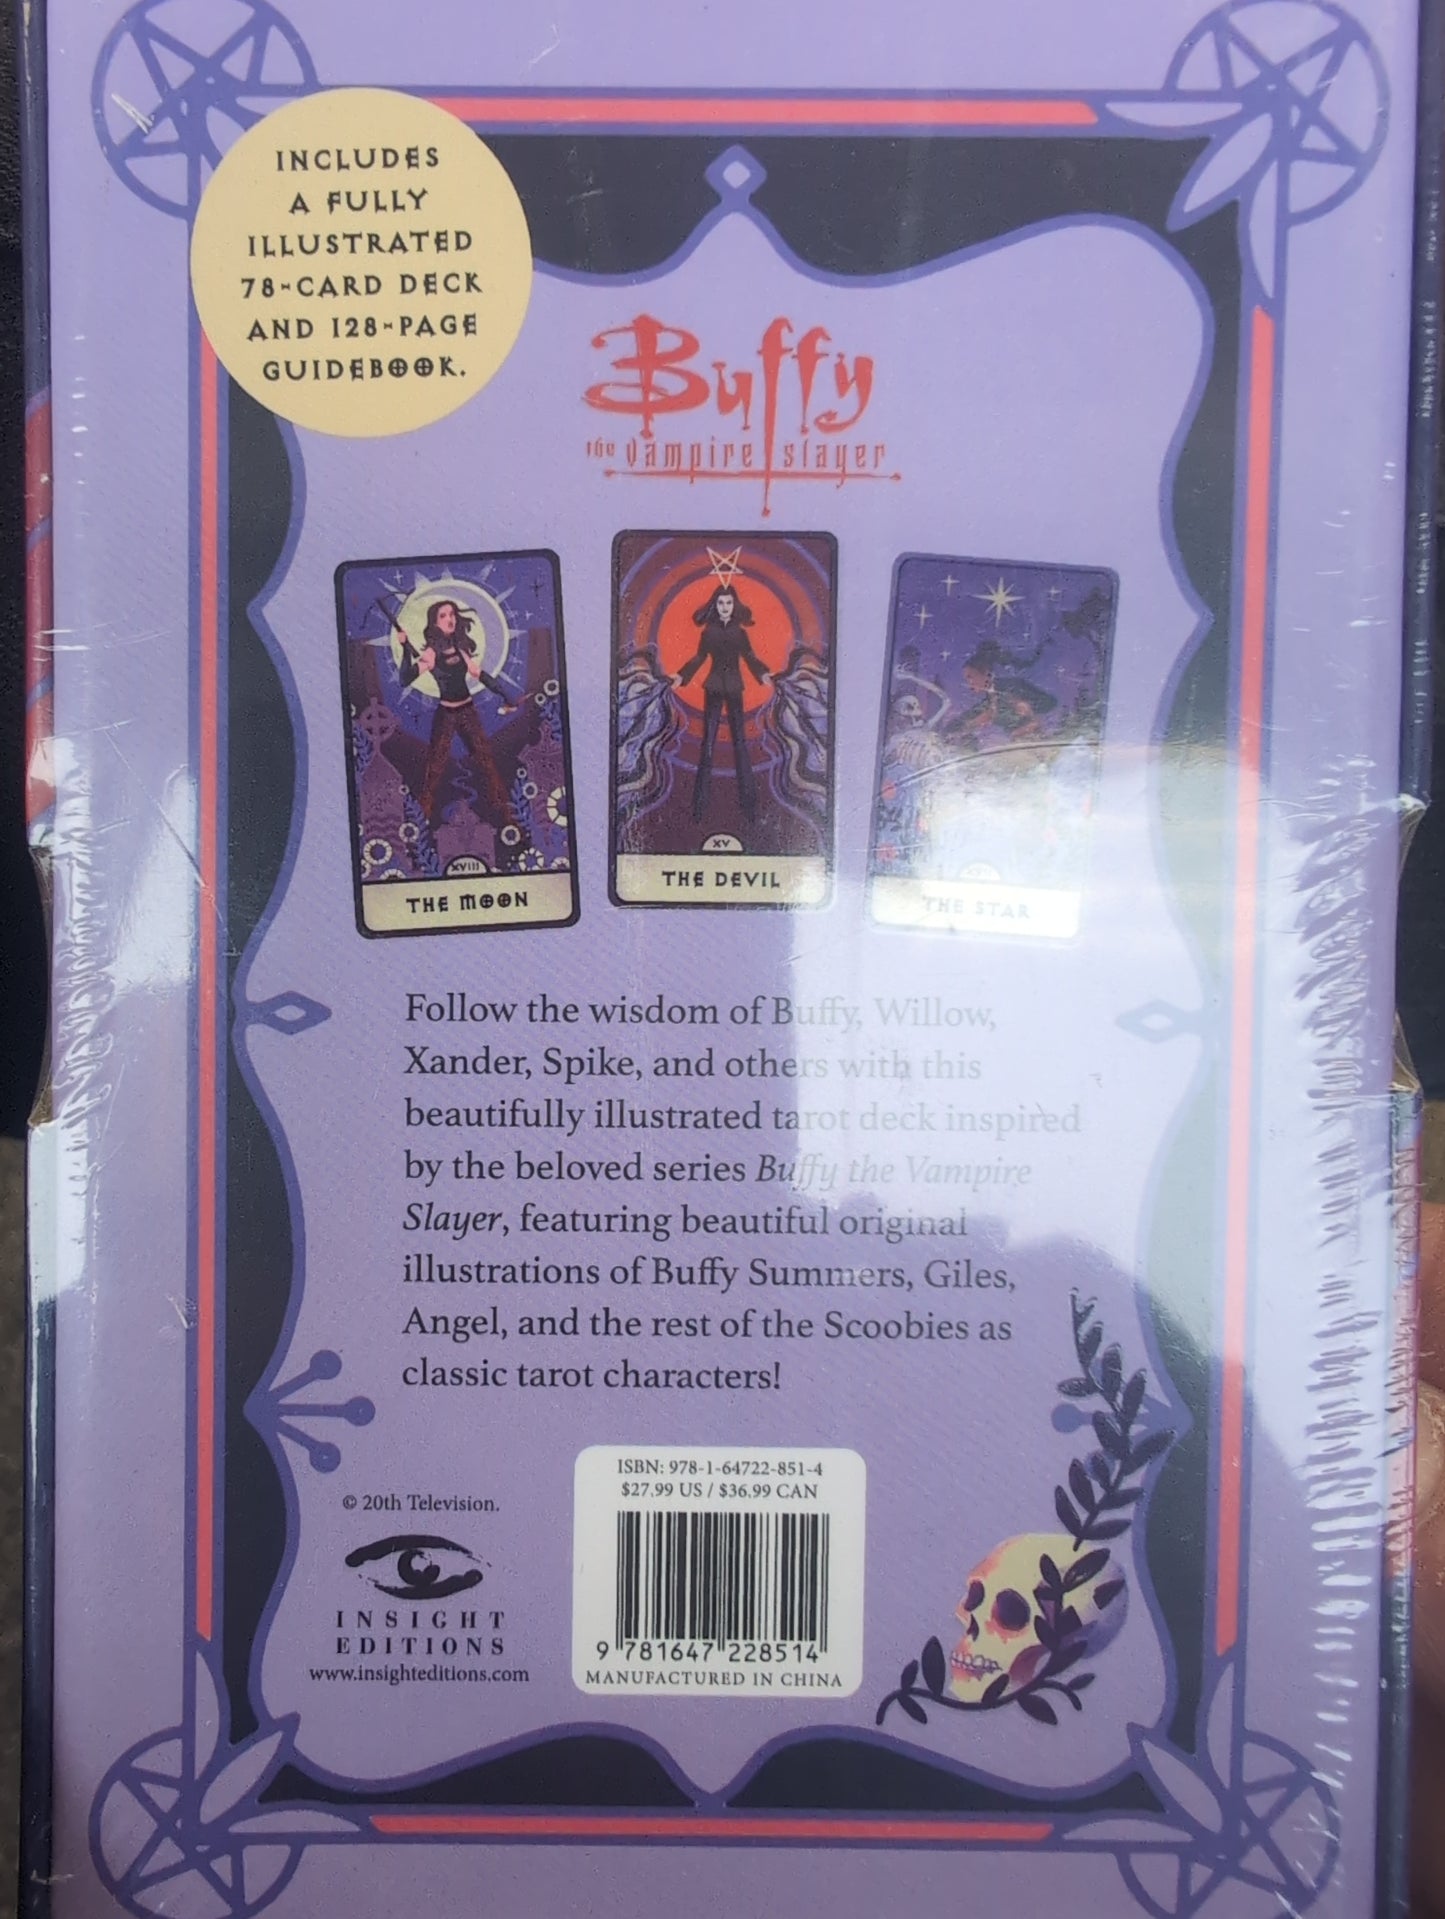 INCLUDES
A FULLY
ILLUSTRATED
78-CARD DECK
AND 128-PAGE
GUIDEBOOK.
Buffy
the vampire slayer
XVIII
THE MOON
XV
THE DEVIL
THE STAR
Follow the wisdom of Buffy, Willow,
Xander, Spike, and others with this
beautifully illustrated tarot deck inspired
by the beloved series Buffy the Vampire
Slayer, featuring beautiful original
illustrations of Buffy Summers, Giles,
Angel, and the rest of the Scoobies as
classic tarot characters!
© 20th Television.
INSIGHT
EDITIONS
www.insighteditions.com
ISBN: 978-1-64722-851-4
$27.99 US / $36.99 CAN
9 781647 228514
MANUFACTURED IN CHINA